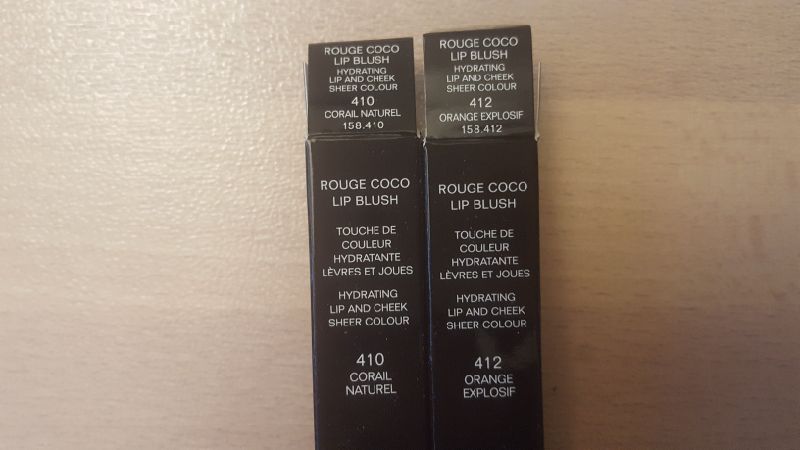 ROUGE COCO
LIP BLUSH
HYDRATING
LIP AND CHEEK
SHEER COLOUR
410
CORAIL NATUREL
158.410
ROUGE COCO
LIP BLUSH
TOUCHE DE
COULEUR
HYDRATANTE
LÈVRES ET JOUES
HYDRATING
LIP AND CHEEK
SHEER COLOUR
410
CORAIL
NATUREL
ROUGE COCO
LIP BLUSH
HYDRATING
LIP AND CHEEK
SHEER COLOUR
412
ORANGE EXPLOSIF
158.412
ROUGE COCO
LIP BLUSH
TOUCHE DE
COULEUR
HYDRATANTE
LÈVRES ET JOUES
HYDRATING
LIP AND CHEEK
SHEER COLOUR
412
ORANGE
EXPLOSIF